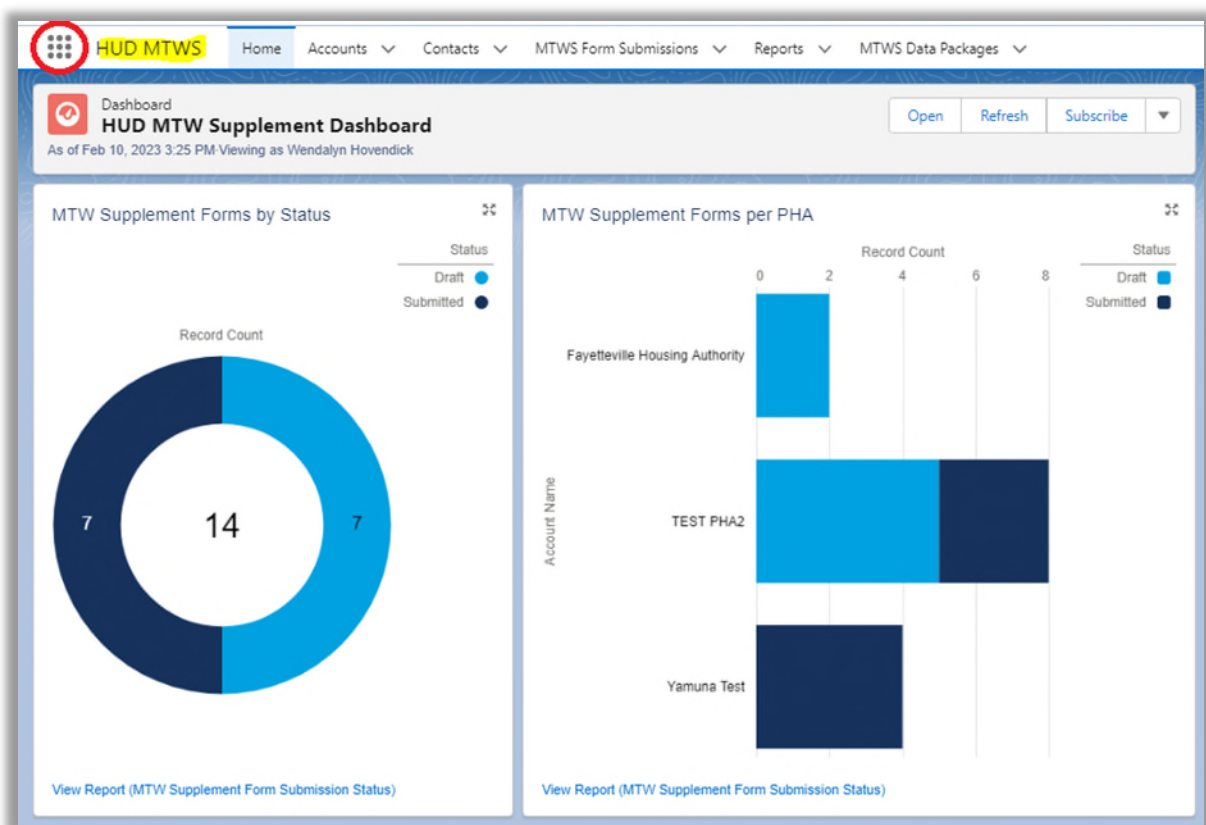 HUD MTWS Home Accounts Contacts MTWS Form Submissions Reports MTWS Data Packages
Dashboard
HUD MTW Supplement Dashboard
As of Feb 10, 2023 3:25 PM·Viewing as Wendalyn Hovendick
Open Refresh Subscribe
MTW Supplement Forms by Status
Status
Draft
Submitted
Record Count
7
14
7
View Report (MTW Supplement Form Submission Status)
MTW Supplement Forms per PHA
Record Count
0 2 4 6 8
Status
Draft
Submitted
Account Name
Fayetteville Housing Authority
TEST PHA2
Yamuna Test
View Report (MTW Supplement Form Submission Status)